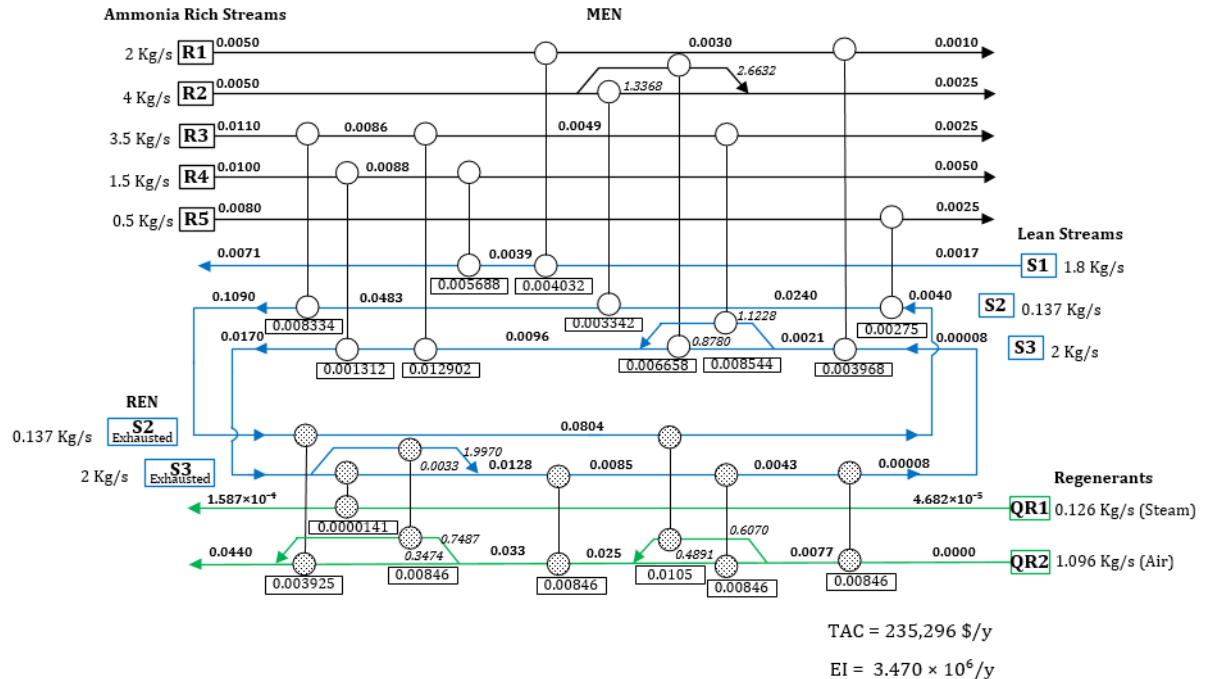 Ammonia Rich Streams
MEN
2 Kg/s R1 0.0050 0.0030 0.0010
4 Kg/s R2 0.0050 1.3368 2.6632 0.0025
3.5 Kg/s R3 0.0110 0.0086 0.0049 0.0025
1.5 Kg/s R4 0.0100 0.0088 0.0050
0.5 Kg/s R5 0.0080 0.0025
Lean Streams
0.0071 0.0039 0.0017 S1 1.8 Kg/s
0.005688 0.004032
0.1090 0.0483 0.0240 0.0040 S2 0.137 Kg/s
0.008334 0.003342 1.1228 0.00275
0.0170 0.0096 0.8780 0.0021 0.00008 S3 2 Kg/s
0.001312 0.012902 0.006658 0.008544 0.003968
REN
0.137 Kg/s S2 Exhausted 0.0804
2 Kg/s S3 Exhausted 0.0033 1.9970 0.0128 0.0085 0.0043 0.00008
Regenerants
1.587×10⁻⁴ 4.682×10⁻⁵ QR1 0.126 Kg/s (Steam)
0.0000141
0.0440 0.3474 0.7487 0.033 0.025 0.4891 0.6070 0.0077 0.0000 QR2 1.096 Kg/s (Air)
0.003925 0.00846 0.00846 0.0105 0.00846 0.00846
TAC = 235,296 $/y
EI = 3.470 × 10⁶/y